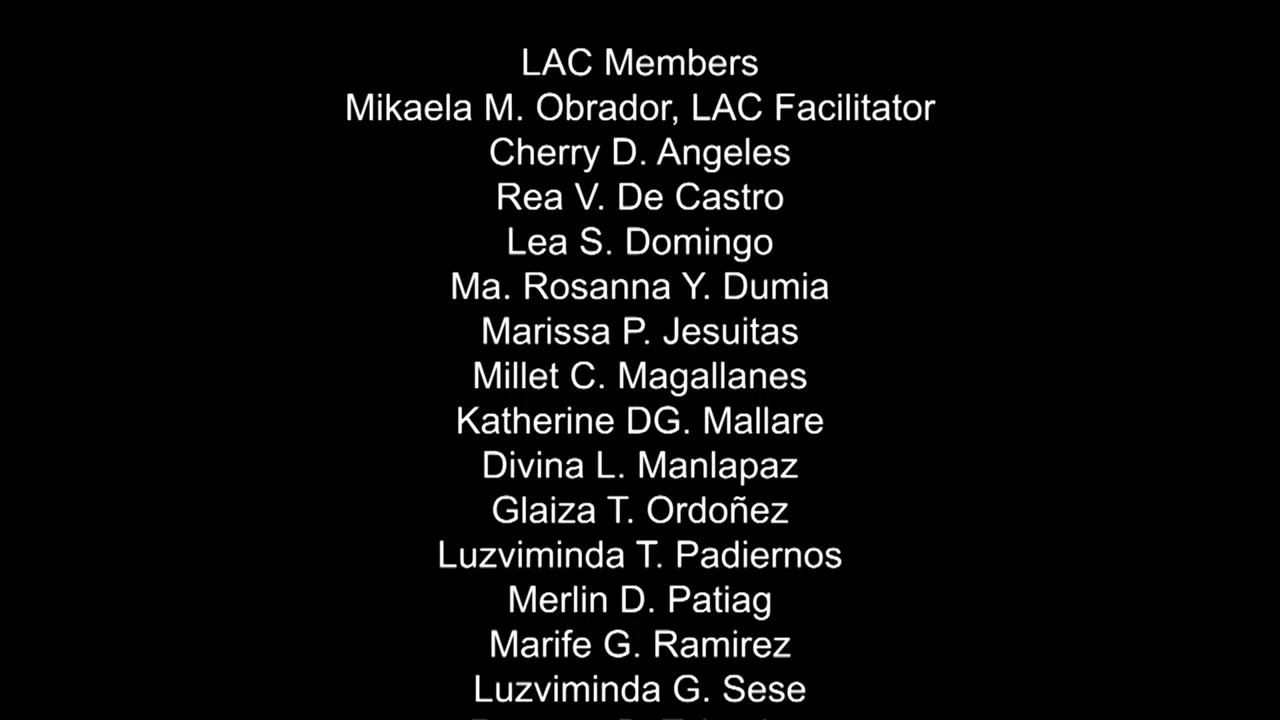 LAC Members
Mikaela M. Obrador, LAC Facilitator
Cherry D. Angeles
Rea V. De Castro
Lea S. Domingo
Ma. Rosanna Y. Dumia
Marissa P. Jesuitas
Millet C. Magallanes
Katherine DG. Mallare
Divina L. Manlapaz
Glaiza T. Ordoñez
Luzviminda T. Padiernos
Merlin D. Patiag
Marife G. Ramirez
Luzviminda G. Sese